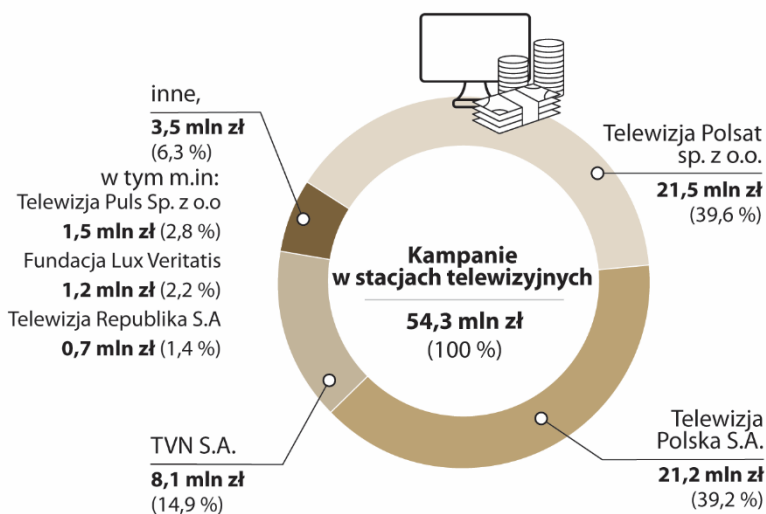 inne,
3,5 mln zł
(6,3 %)
w tym m.in:
Telewizja Puls Sp. z o.o
1,5 mln zł (2,8 %)
Fundacja Lux Veritatis
1,2 mln zł (2,2 %)
Telewizja Republika S.A
0,7 mln zł (1,4 %)
TVN S.A.
8,1 mln zł
(14,9 %)
Kampanie
w stacjach telewizyjnych
54,3 mln zł
(100 %)
Telewizja Polsat
sp. z o.o.
21,5 mln zł
(39,6 %)
Telewizja
Polska S.A.
21,2 mln zł
(39,2 %)